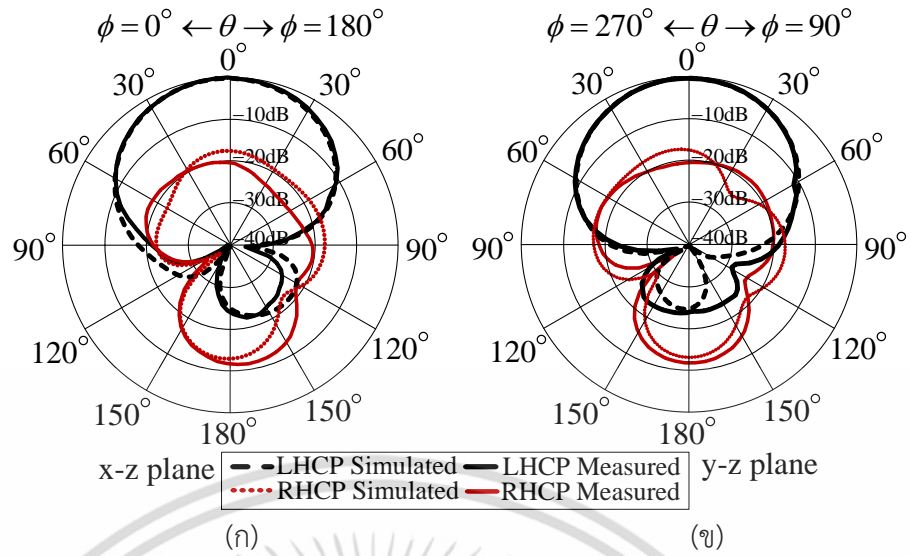 ϕ = 0° ← θ → ϕ = 180°
ϕ = 270° ← θ → ϕ = 90°
0°
0°
30°
30°
30°
30°
−10dB
−10dB
60°
60°
60°
60°
−20dB
−20dB
−30dB
−30dB
90°
−40dB
90°
90°
−40dB
90°
120°
120°
120°
120°
150°
150°
150°
150°
180°
180°
x-z plane
LHCP Simulated
LHCP Measured
y-z plane
RHCP Simulated
RHCP Measured
(ก)
(ข)